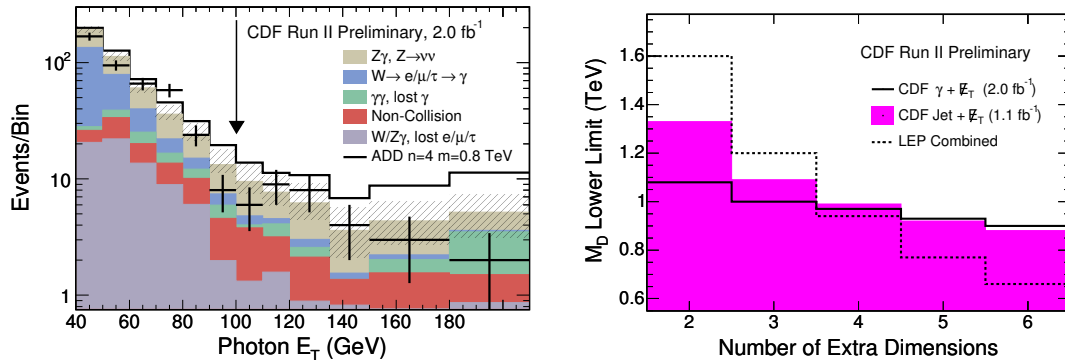 CDF Run II Preliminary, 2.0 fb⁻¹
Zγ, Z→νν
W→ e/μ/τ → γ
γγ, lost γ
Non-Collision
W/Zγ, lost e/μ/τ
ADD n=4 m=0.8 TeV
Events/Bin
10²
10
1
40 60 80 100 120 140 160 180
Photon E_T (GeV)
CDF Run II Preliminary
CDF γ + E̸_T (2.0 fb⁻¹)
CDF Jet + E̸_T (1.1 fb⁻¹)
LEP Combined
M_D Lower Limit (TeV)
1.8
1.6
1.4
1.2
1.0
0.8
0.6
2 3 4 5 6
Number of Extra Dimensions